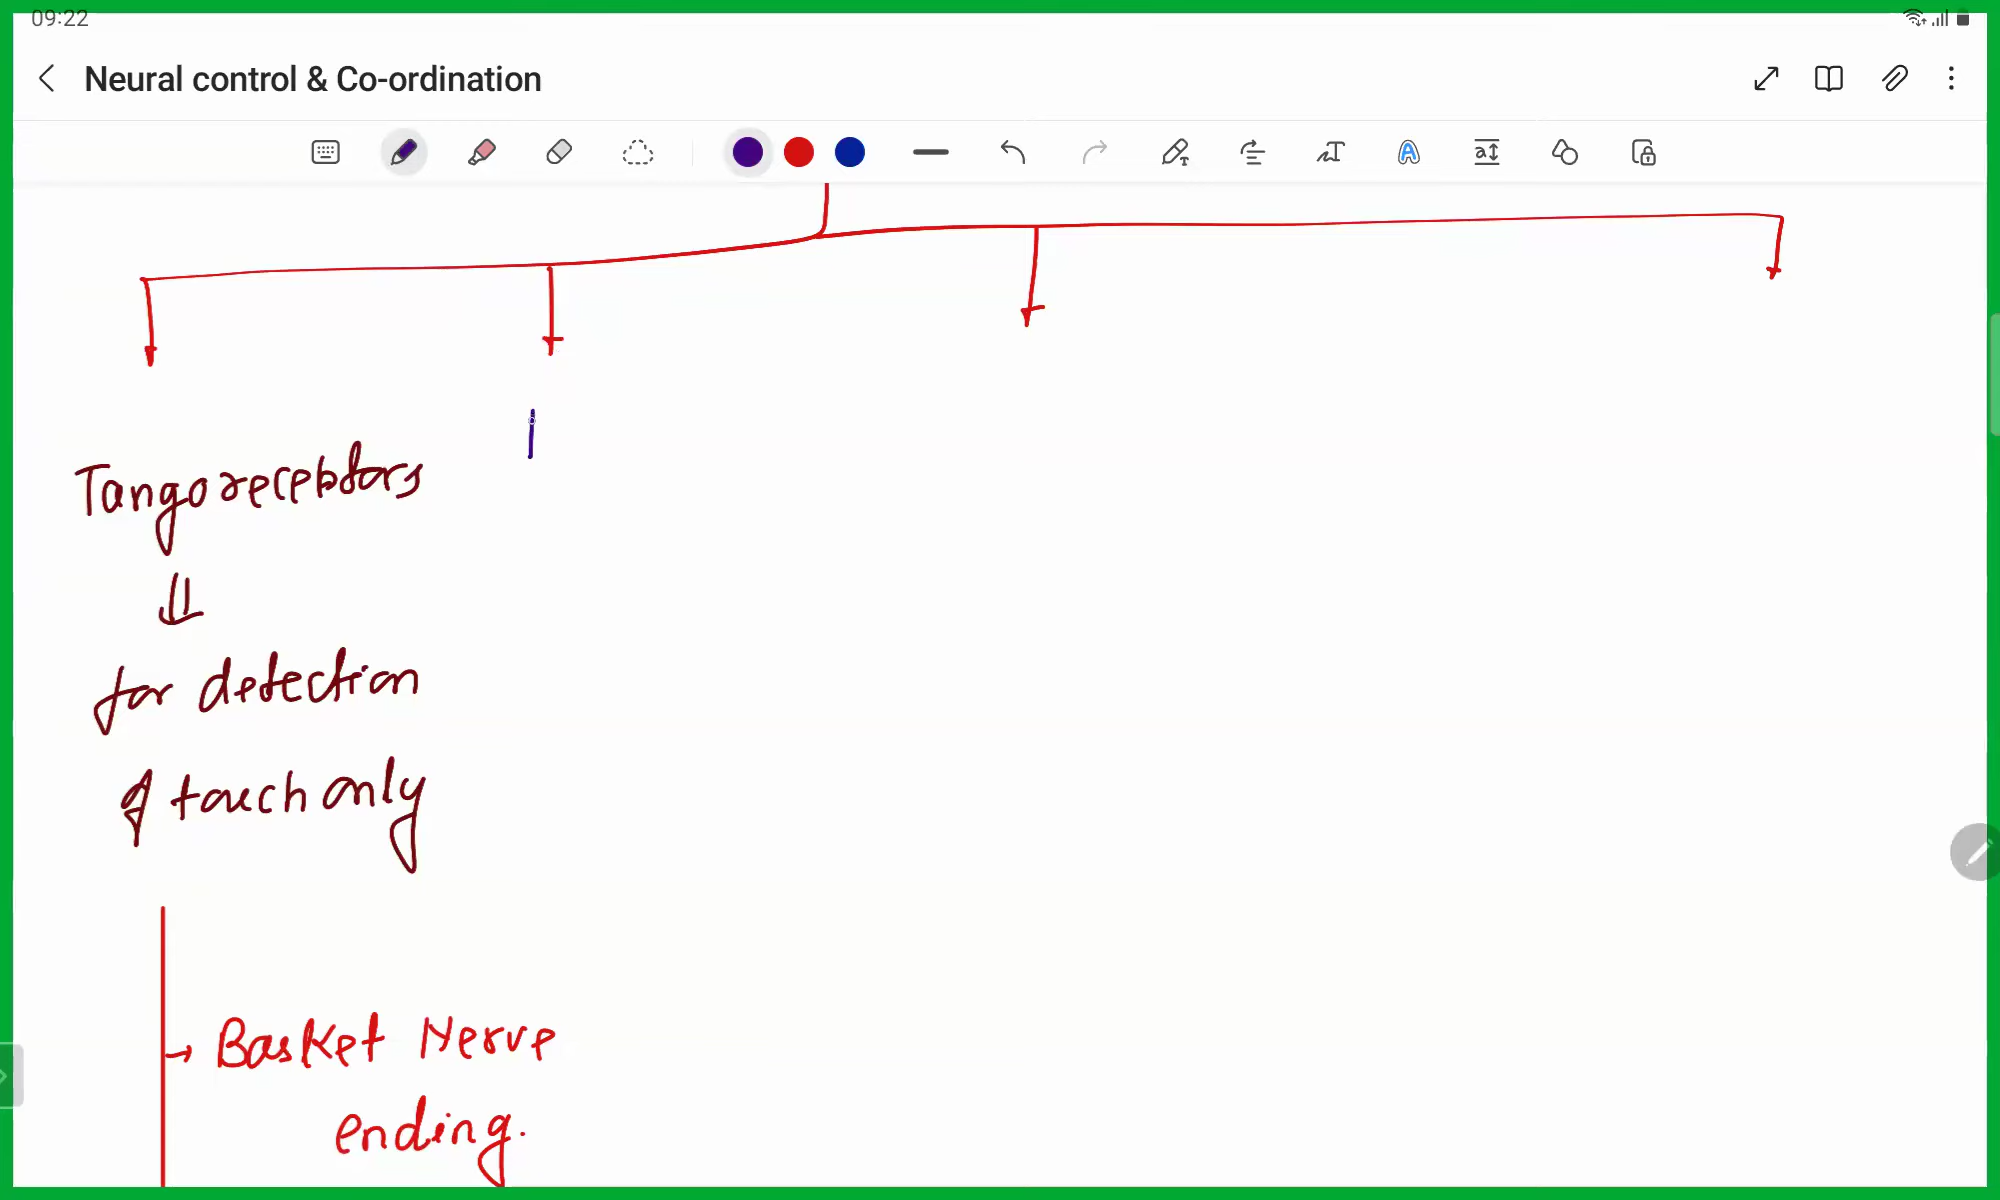 09:22
Neural control & Co-ordination
Tangoreceptors
for detection
of touch only
Basket Nerve
ending.